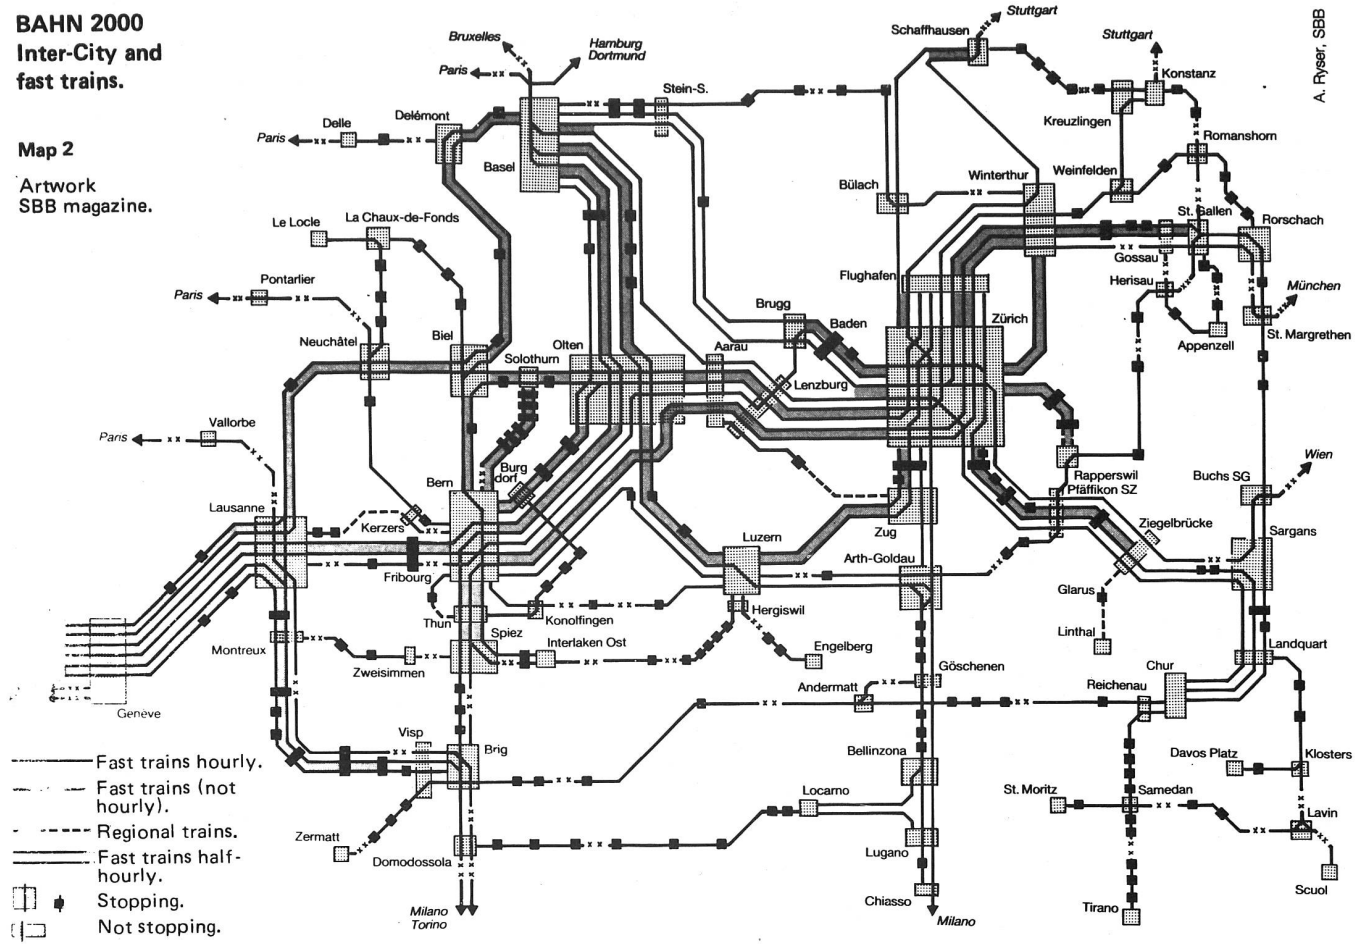 BAHN 2000
Inter-City and
fast trains.
Map 2
Artwork
SBB magazine.
A. Ryser, SBB
Stuttgart
Schaffhausen
Bruxelles
Hamburg
Dortmund
Stuttgart
Paris
Konstanz
Stein-S.
Delle
Delémont
Kreuzlingen
Romanshorn
Paris
Basel
Weinfelden
Winterthur
Bülach
La Chaux-de-Fonds
Le Locle
St. Gallen
Rorschach
Gossau
Flughafen
Herisau
Pontarlier
München
Paris
Brugg
Baden
Zürich
St. Margrethen
Appenzell
Neuchâtel
Biel
Solothurn
Olten
Aarau
Lenzburg
Vallorbe
Paris
Wien
Burg
dorf
Rapperswil
Pfäffikon SZ
Buchs SG
Bern
Lausanne
Kerzers
Zug
Ziegelbrücke
Sargans
Luzern
Arth-Goldau
Fribourg
Glarus
Thun
Konolfingen
Hergiswil
Spiez
Linthal
Montreux
Interlaken Ost
Engelberg
Landquart
Zweisimmen
Göschenen
Chur
Andermatt
Reichenau
Genève
Visp
Brig
Bellinzona
Davos Platz
Klosters
Locarno
St. Moritz
Samedan
Lavin
Zermatt
Domodossola
Lugano
Scuol
Chiasso
Tirano
Milano
Torino
Milano
Fast trains hourly.
Fast trains (not
hourly).
Regional trains.
Fast trains half-
hourly.
Stopping.
Not stopping.